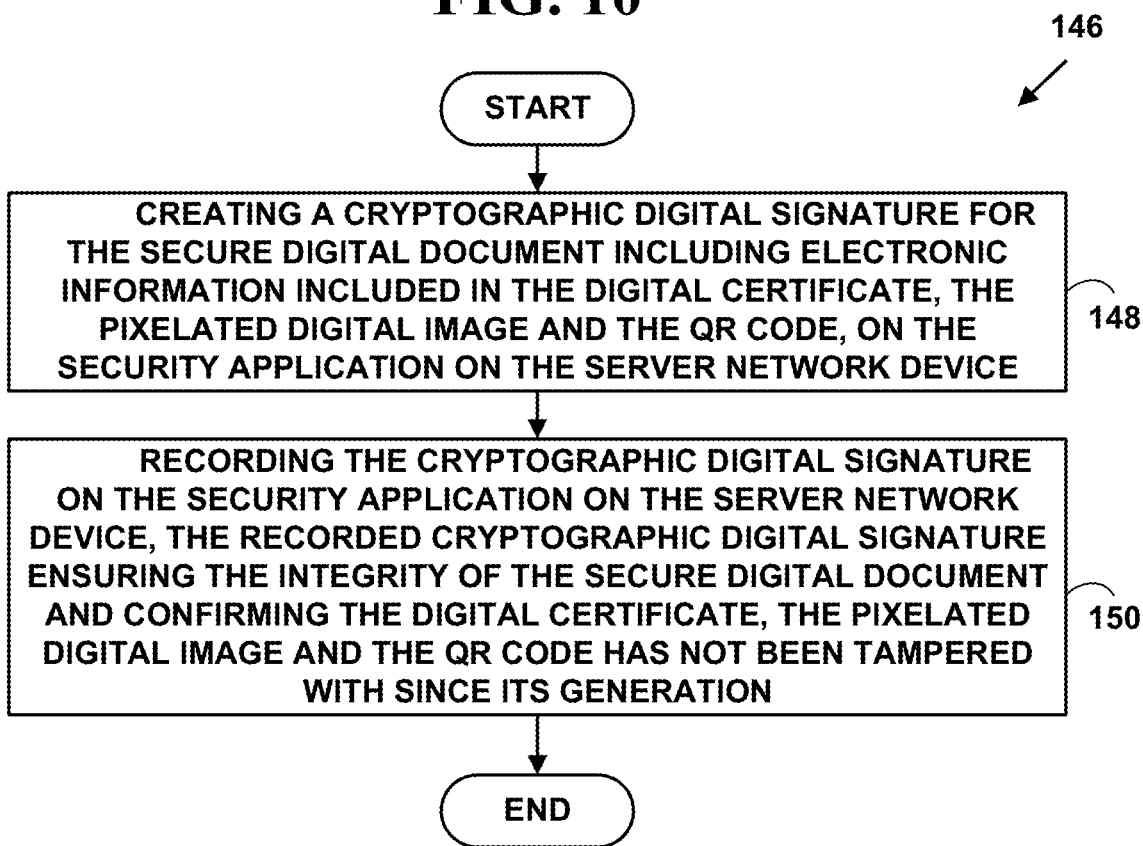 FIG. 10
146
START
CREATING A CRYPTOGRAPHIC DIGITAL SIGNATURE FOR
THE SECURE DIGITAL DOCUMENT INCLUDING ELECTRONIC
INFORMATION INCLUDED IN THE DIGITAL CERTIFICATE, THE
PIXELATED DIGITAL IMAGE AND THE QR CODE, ON THE
SECURITY APPLICATION ON THE SERVER NETWORK DEVICE
148
RECORDING THE CRYPTOGRAPHIC DIGITAL SIGNATURE
ON THE SECURITY APPLICATION ON THE SERVER NETWORK
DEVICE, THE RECORDED CRYPTOGRAPHIC DIGITAL SIGNATURE
ENSURING THE INTEGRITY OF THE SECURE DIGITAL DOCUMENT
AND CONFIRMING THE DIGITAL CERTIFICATE, THE PIXELATED
DIGITAL IMAGE AND THE QR CODE HAS NOT BEEN TAMPERED
WITH SINCE ITS GENERATION
150
END